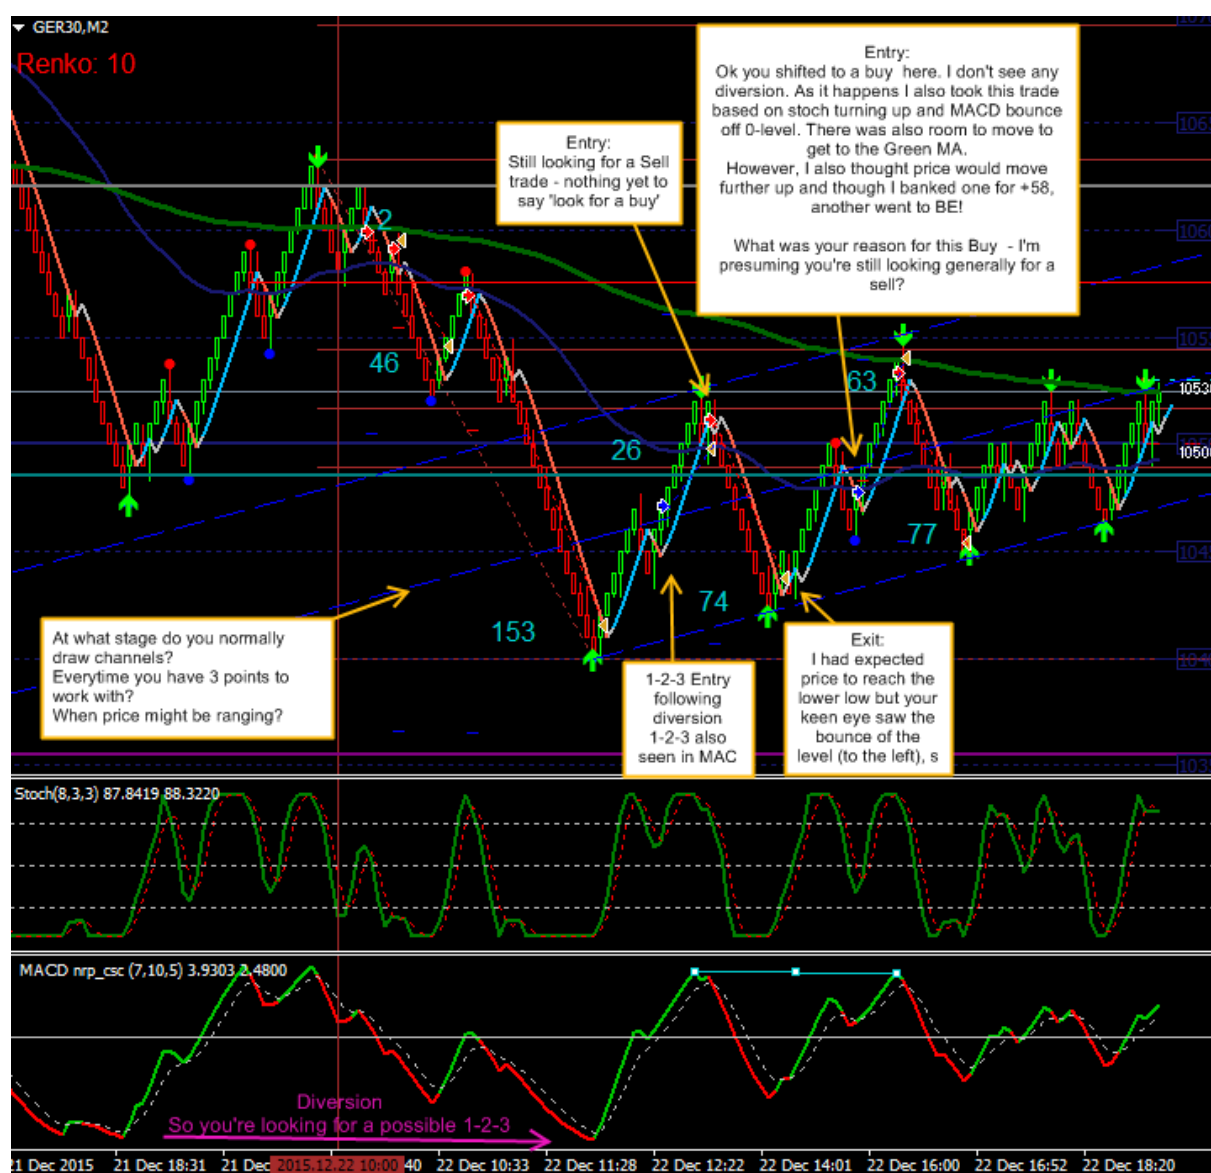 GER30,M2
Renko: 10
Entry:
Ok you shifted to a buy here. I don't see any
diversion. As it happens I also took this trade
based on stoch turning up and MACD bounce
off 0-level. There was also room to move to
get to the Green MA.
However, I also thought price would move
further up and though I banked one for +58,
another went to BE!
What was your reason for this Buy - I'm
presuming you're still looking generally for a
sell?
Entry:
Still looking for a Sell
trade - nothing yet to
say 'look for a buy'
2
46
63
26
77
74
153
1053
1050
At what stage do you normally
draw channels?
Everytime you have 3 points to
work with?
When price might be ranging?
1-2-3 Entry
following
diversion
1-2-3 also
seen in MAC
Exit:
I had expected
price to reach the
lower low but your
keen eye saw the
bounce of the
level (to the left), s
Stoch(8,3,3) 87.8419 88.3220
MACD nrp_csc (7,10,5) 3.9303 2.4800
Diversion
So you're looking for a possible 1-2-3
21 Dec 2015 21 Dec 18:31 21 Dec 2015.12.22 10:00 40 22 Dec 10:33 22 Dec 11:28 22 Dec 12:22 22 Dec 14:01 22 Dec 16:00 22 Dec 16:52 22 Dec 18:20